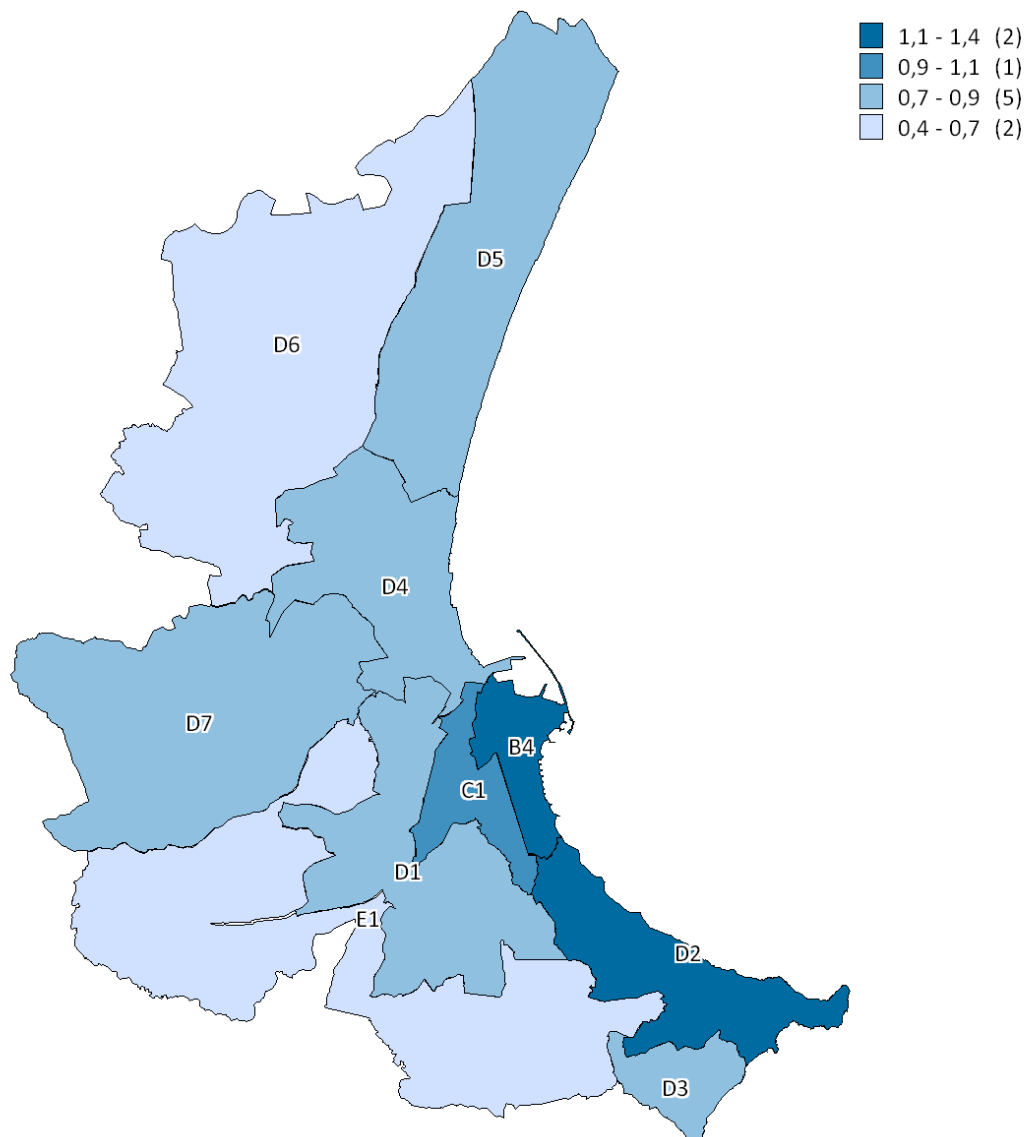 1,1 - 1,4 (2)
0,9 - 1,1 (1)
0,7 - 0,9 (5)
0,4 - 0,7 (2)
D5
D6
D4
D7
B4
C1
D1
E1
D2
D3